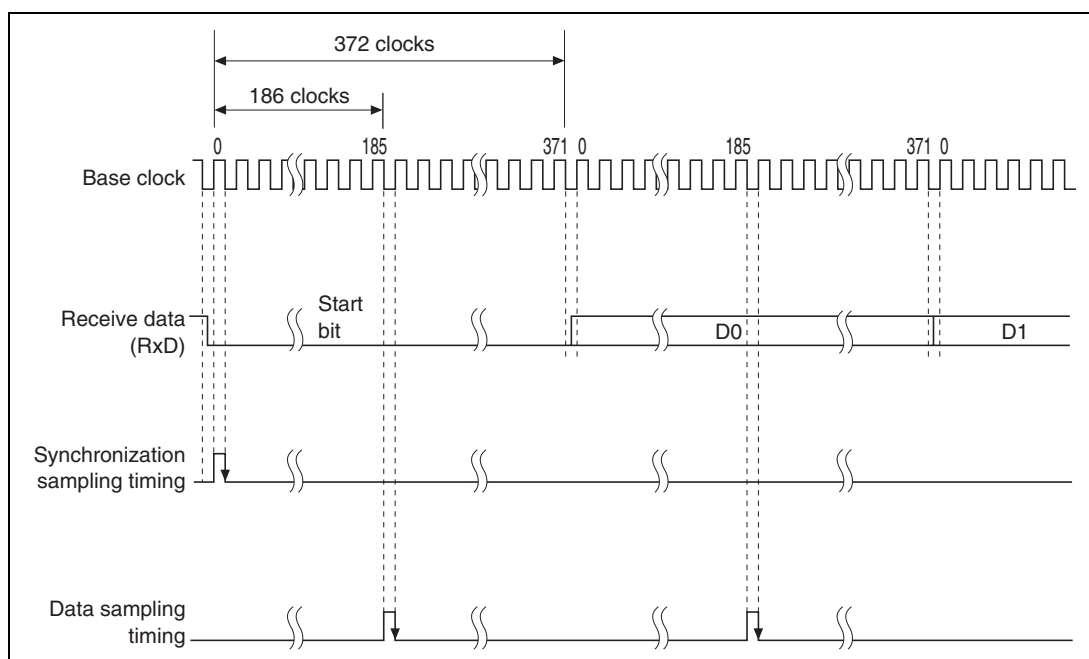 372 clocks
186 clocks
0 185 371 0 185 371 0
Base clock
Receive data
(RxD)
Start
bit
D0
D1
Synchronization
sampling timing
Data sampling
timing